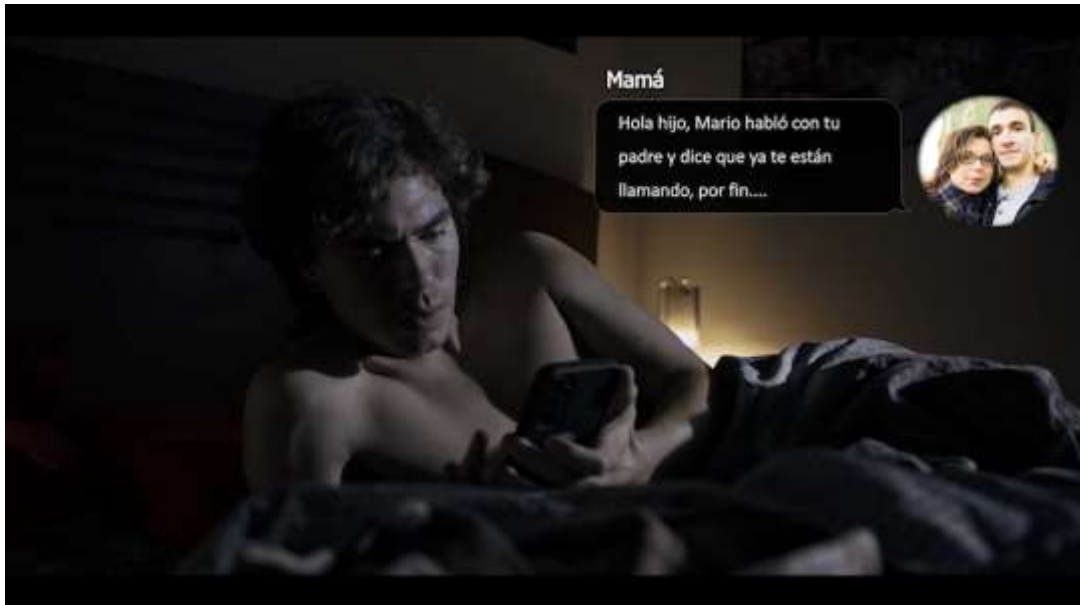 Mamá
Hola hijo, Mario habló con tu
padre y dice que ya te están
llamando, por fin....